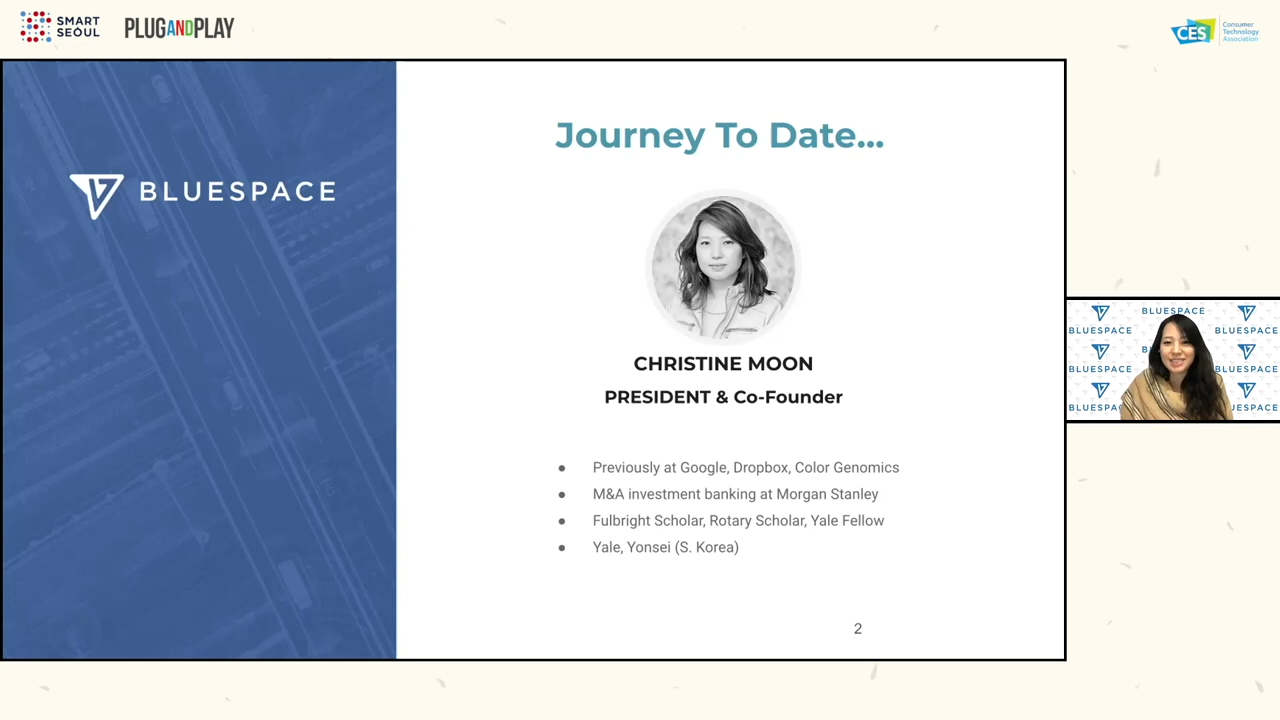 SMART
SEOUL
PLUGANDPLAY
CES
Consumer
Technology
Association
BLUESPACE
Journey To Date...
CHRISTINE MOON
PRESIDENT & Co-Founder
● Previously at Google, Dropbox, Color Genomics
● M&A investment banking at Morgan Stanley
● Fulbright Scholar, Rotary Scholar, Yale Fellow
● Yale, Yonsei (S. Korea)
2
BLUESPACE
BLUESPACE
BLUESPACE
BLUESPACE
BLUESPACE
BLUESPA
UESPACE